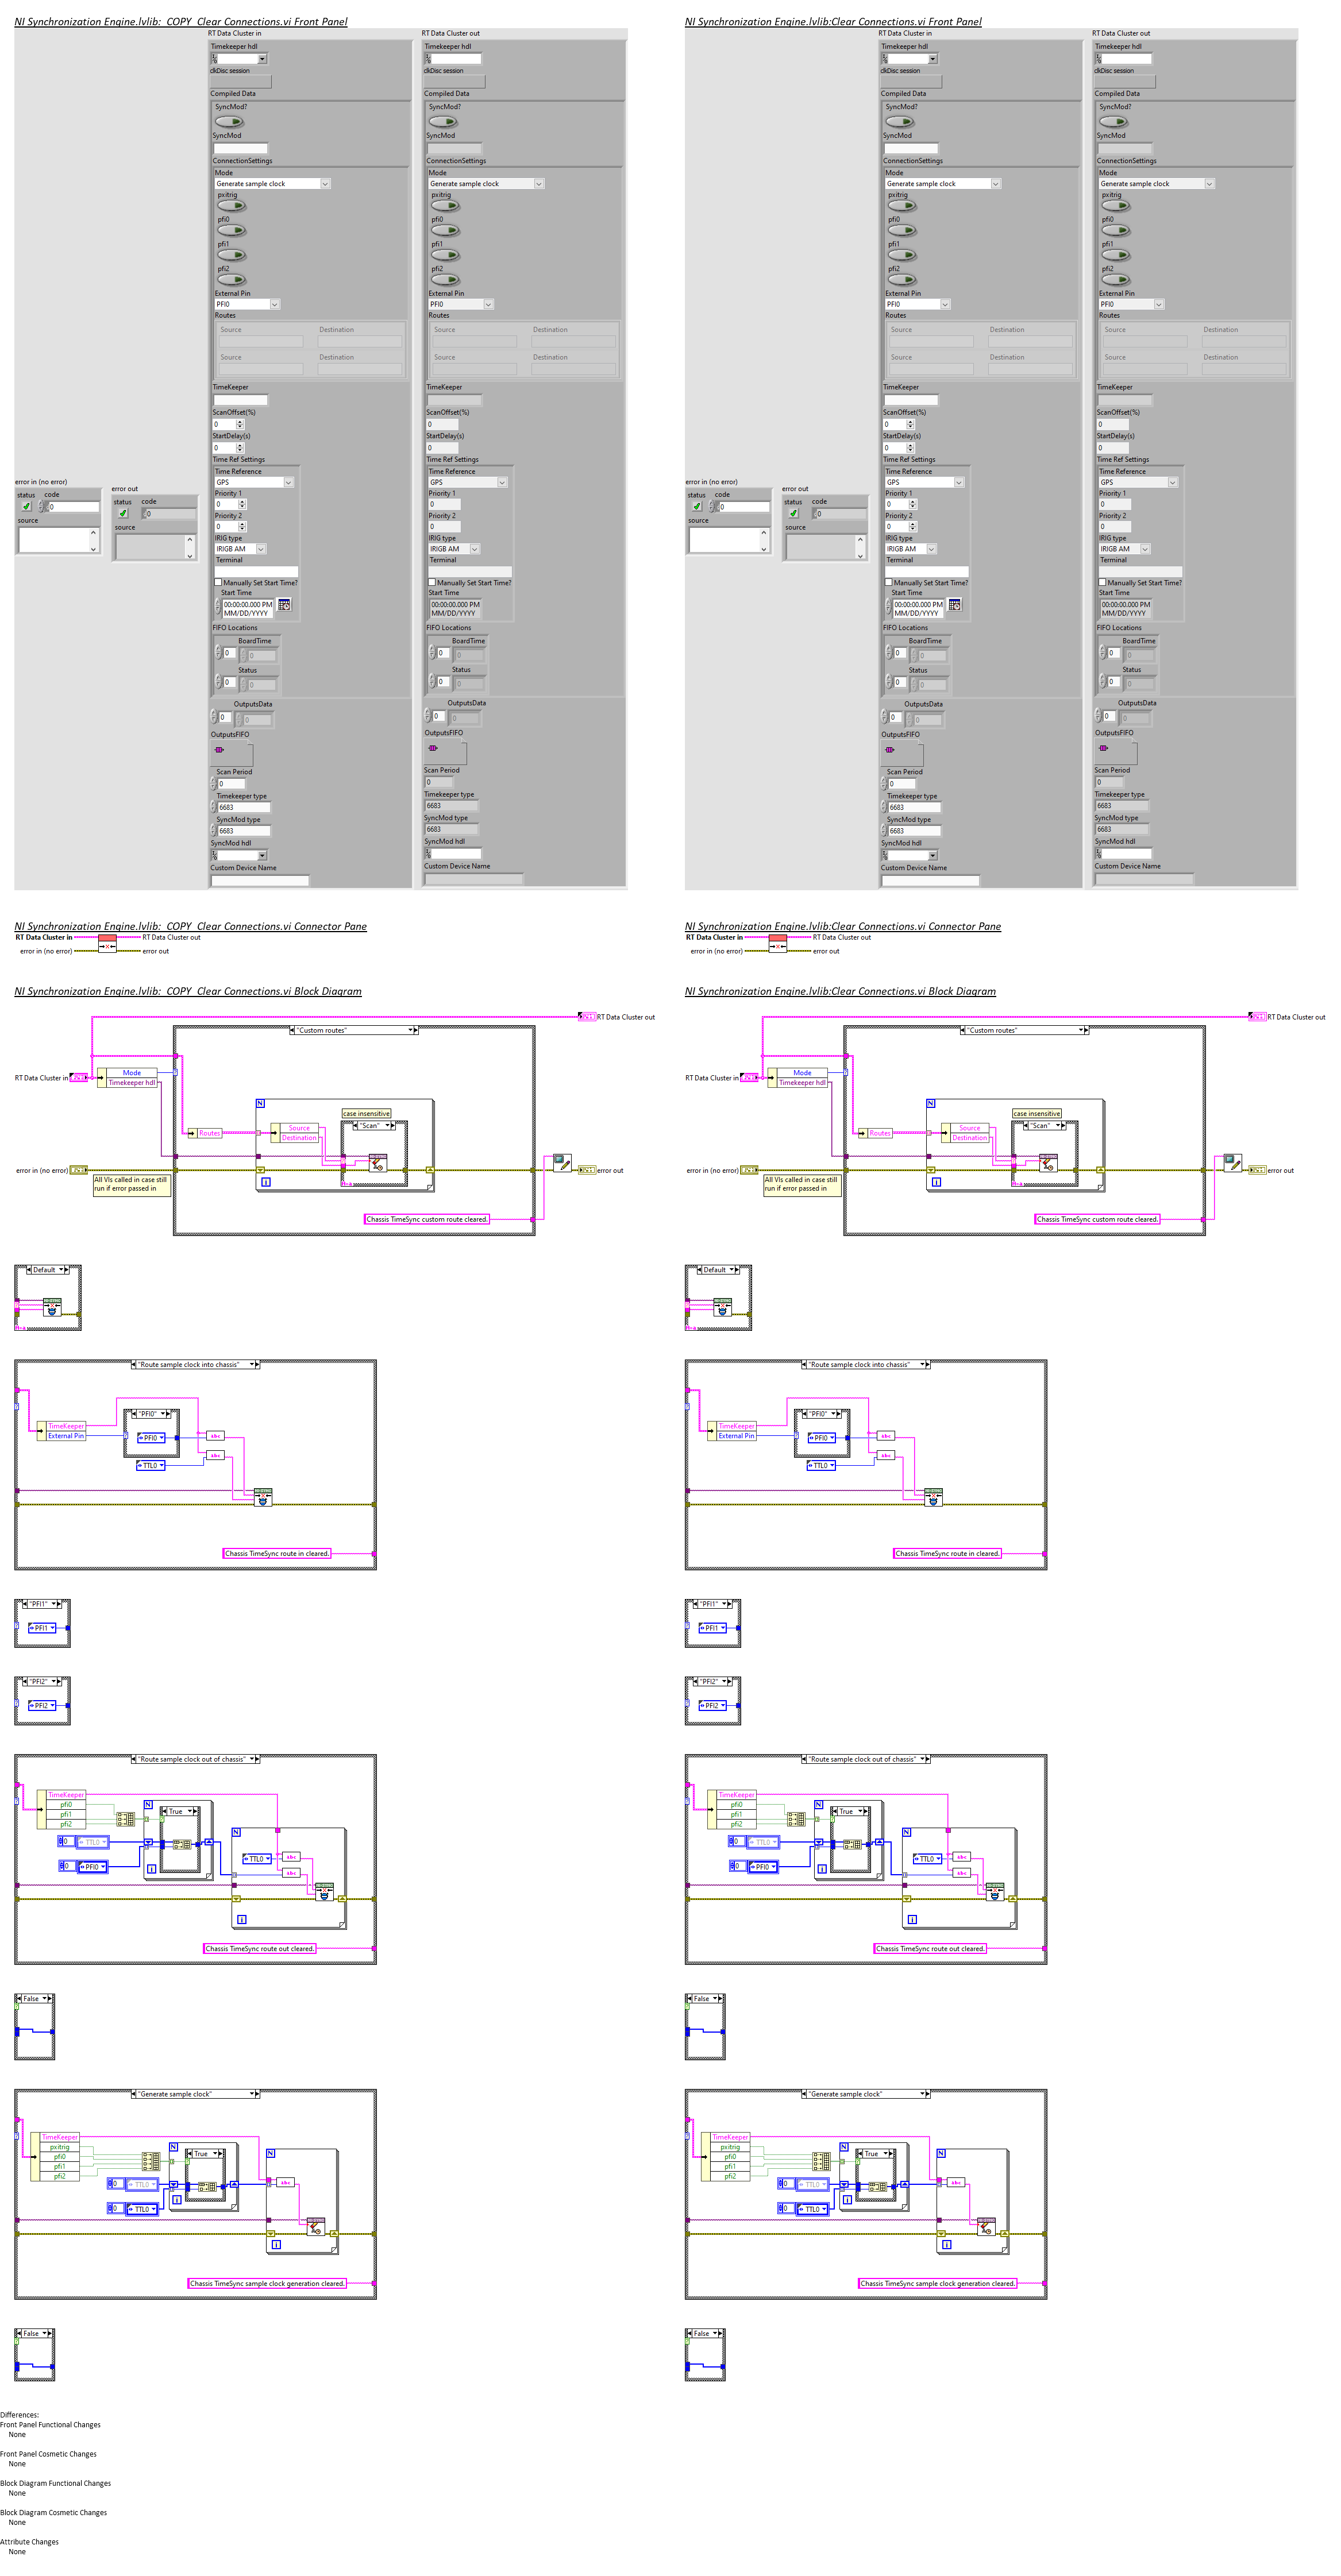 NI Synchronization Engine.lvlib:_COPY_Clear Connections.vi Front Panel
RT Data Cluster in
Timekeeper hdl
clkDisc session
Compiled Data
SyncMod?
SyncMod
ConnectionSettings
Mode
Generate sample clock
pxitrig
pfi0
pfi1
pfi2
External Pin
PFI0
Routes
Source Destination
Source Destination
TimeKeeper
ScanOffset(%)
0
StartDelay(s)
0
Time Ref Settings
Time Reference
GPS
Priority 1
0
Priority 2
0
IRIG type
IRIGB AM
Terminal
Manually Set Start Time?
Start Time
00:00:00.000 PM
MM/DD/YYYY
FIFO Locations
BoardTime
0 0
Status
0 0
OutputsData
0 0
OutputsFIFO
Scan Period
0
Timekeeper type
6683
SyncMod type
6683
SyncMod hdl
Custom Device Name
RT Data Cluster out
Timekeeper hdl
clkDisc session
Compiled Data
SyncMod?
SyncMod
ConnectionSettings
Mode
Generate sample clock
pxitrig
pfi0
pfi1
pfi2
External Pin
PFI0
Routes
Source Destination
Source Destination
TimeKeeper
ScanOffset(%)
0
StartDelay(s)
0
Time Ref Settings
Time Reference
GPS
Priority 1
0
Priority 2
0
IRIG type
IRIGB AM
Terminal
Manually Set Start Time?
Start Time
00:00:00.000 PM
MM/DD/YYYY
FIFO Locations
BoardTime
0 0
Status
0 0
OutputsData
0 0
OutputsFIFO
Scan Period
0
Timekeeper type
6683
SyncMod type
6683
SyncMod hdl
Custom Device Name
error in (no error)
status code
0
source
error out
status code
0
source
NI Synchronization Engine.lvlib:Clear Connections.vi Front Panel
RT Data Cluster in
Timekeeper hdl
clkDisc session
Compiled Data
SyncMod?
SyncMod
ConnectionSettings
Mode
Generate sample clock
pxitrig
pfi0
pfi1
pfi2
External Pin
PFI0
Routes
Source Destination
Source Destination
TimeKeeper
ScanOffset(%)
0
StartDelay(s)
0
Time Ref Settings
Time Reference
GPS
Priority 1
0
Priority 2
0
IRIG type
IRIGB AM
Terminal
Manually Set Start Time?
Start Time
00:00:00.000 PM
MM/DD/YYYY
FIFO Locations
BoardTime
0 0
Status
0 0
OutputsData
0 0
OutputsFIFO
Scan Period
0
Timekeeper type
6683
SyncMod type
6683
SyncMod hdl
Custom Device Name
RT Data Cluster out
Timekeeper hdl
clkDisc session
Compiled Data
SyncMod?
SyncMod
ConnectionSettings
Mode
Generate sample clock
pxitrig
pfi0
pfi1
pfi2
External Pin
PFI0
Routes
Source Destination
Source Destination
TimeKeeper
ScanOffset(%)
0
StartDelay(s)
0
Time Ref Settings
Time Reference
GPS
Priority 1
0
Priority 2
0
IRIG type
IRIGB AM
Terminal
Manually Set Start Time?
Start Time
00:00:00.000 PM
MM/DD/YYYY
FIFO Locations
BoardTime
0 0
Status
0 0
OutputsData
0 0
OutputsFIFO
Scan Period
0
Timekeeper type
6683
SyncMod type
6683
SyncMod hdl
Custom Device Name
error in (no error)
status code
0
source
error out
status code
0
source
NI Synchronization Engine.lvlib:_COPY_Clear Connections.vi Connector Pane
RT Data Cluster in RT Data Cluster out
error in (no error) error out
NI Synchronization Engine.lvlib:Clear Connections.vi Connector Pane
RT Data Cluster in RT Data Cluster out
error in (no error) error out
NI Synchronization Engine.lvlib:_COPY_Clear Connections.vi Block Diagram
RT Data Cluster out
"Custom routes"
RT Data Cluster in
Mode
Timekeeper hdl
N
case insensitive
Routes
Source
Destination
"Scan"
error in (no error)
error out
All VIs called in case still
run if error passed in
i
Chassis TimeSync custom route cleared.
Default
"Route sample clock into chassis"
TimeKeeper
External Pin
"PFI0"
PFI0
abc
abc
TTL0
Chassis TimeSync route in cleared.
"PFI1"
PFI1
"PFI2"
PFI2
"Route sample clock out of chassis"
TimeKeeper
pfi0
pfi1
pfi2
N
True
0 TTL0
0 PFI0
i
N
TTL0
abc
abc
i
Chassis TimeSync route out cleared.
False
"Generate sample clock"
TimeKeeper
pxitrig
pfi0
pfi1
pfi2
N
True
0 TTL0
0 TTL0
i
N
abc
i
Chassis TimeSync sample clock generation cleared.
False
NI Synchronization Engine.lvlib:Clear Connections.vi Block Diagram
RT Data Cluster out
"Custom routes"
RT Data Cluster in
Mode
Timekeeper hdl
N
case insensitive
Routes
Source
Destination
"Scan"
error in (no error)
error out
All VIs called in case still
run if error passed in
i
Chassis TimeSync custom route cleared.
Default
"Route sample clock into chassis"
TimeKeeper
External Pin
"PFI0"
PFI0
abc
abc
TTL0
Chassis TimeSync route in cleared.
"PFI1"
PFI1
"PFI2"
PFI2
"Route sample clock out of chassis"
TimeKeeper
pfi0
pfi1
pfi2
N
True
0 TTL0
0 PFI0
i
N
TTL0
abc
abc
i
Chassis TimeSync route out cleared.
False
"Generate sample clock"
TimeKeeper
pxitrig
pfi0
pfi1
pfi2
N
True
0 TTL0
0 TTL0
i
N
abc
i
Chassis TimeSync sample clock generation cleared.
False
Differences:
Front Panel Functional Changes
None
Front Panel Cosmetic Changes
None
Block Diagram Functional Changes
None
Block Diagram Cosmetic Changes
None
Attribute Changes
None